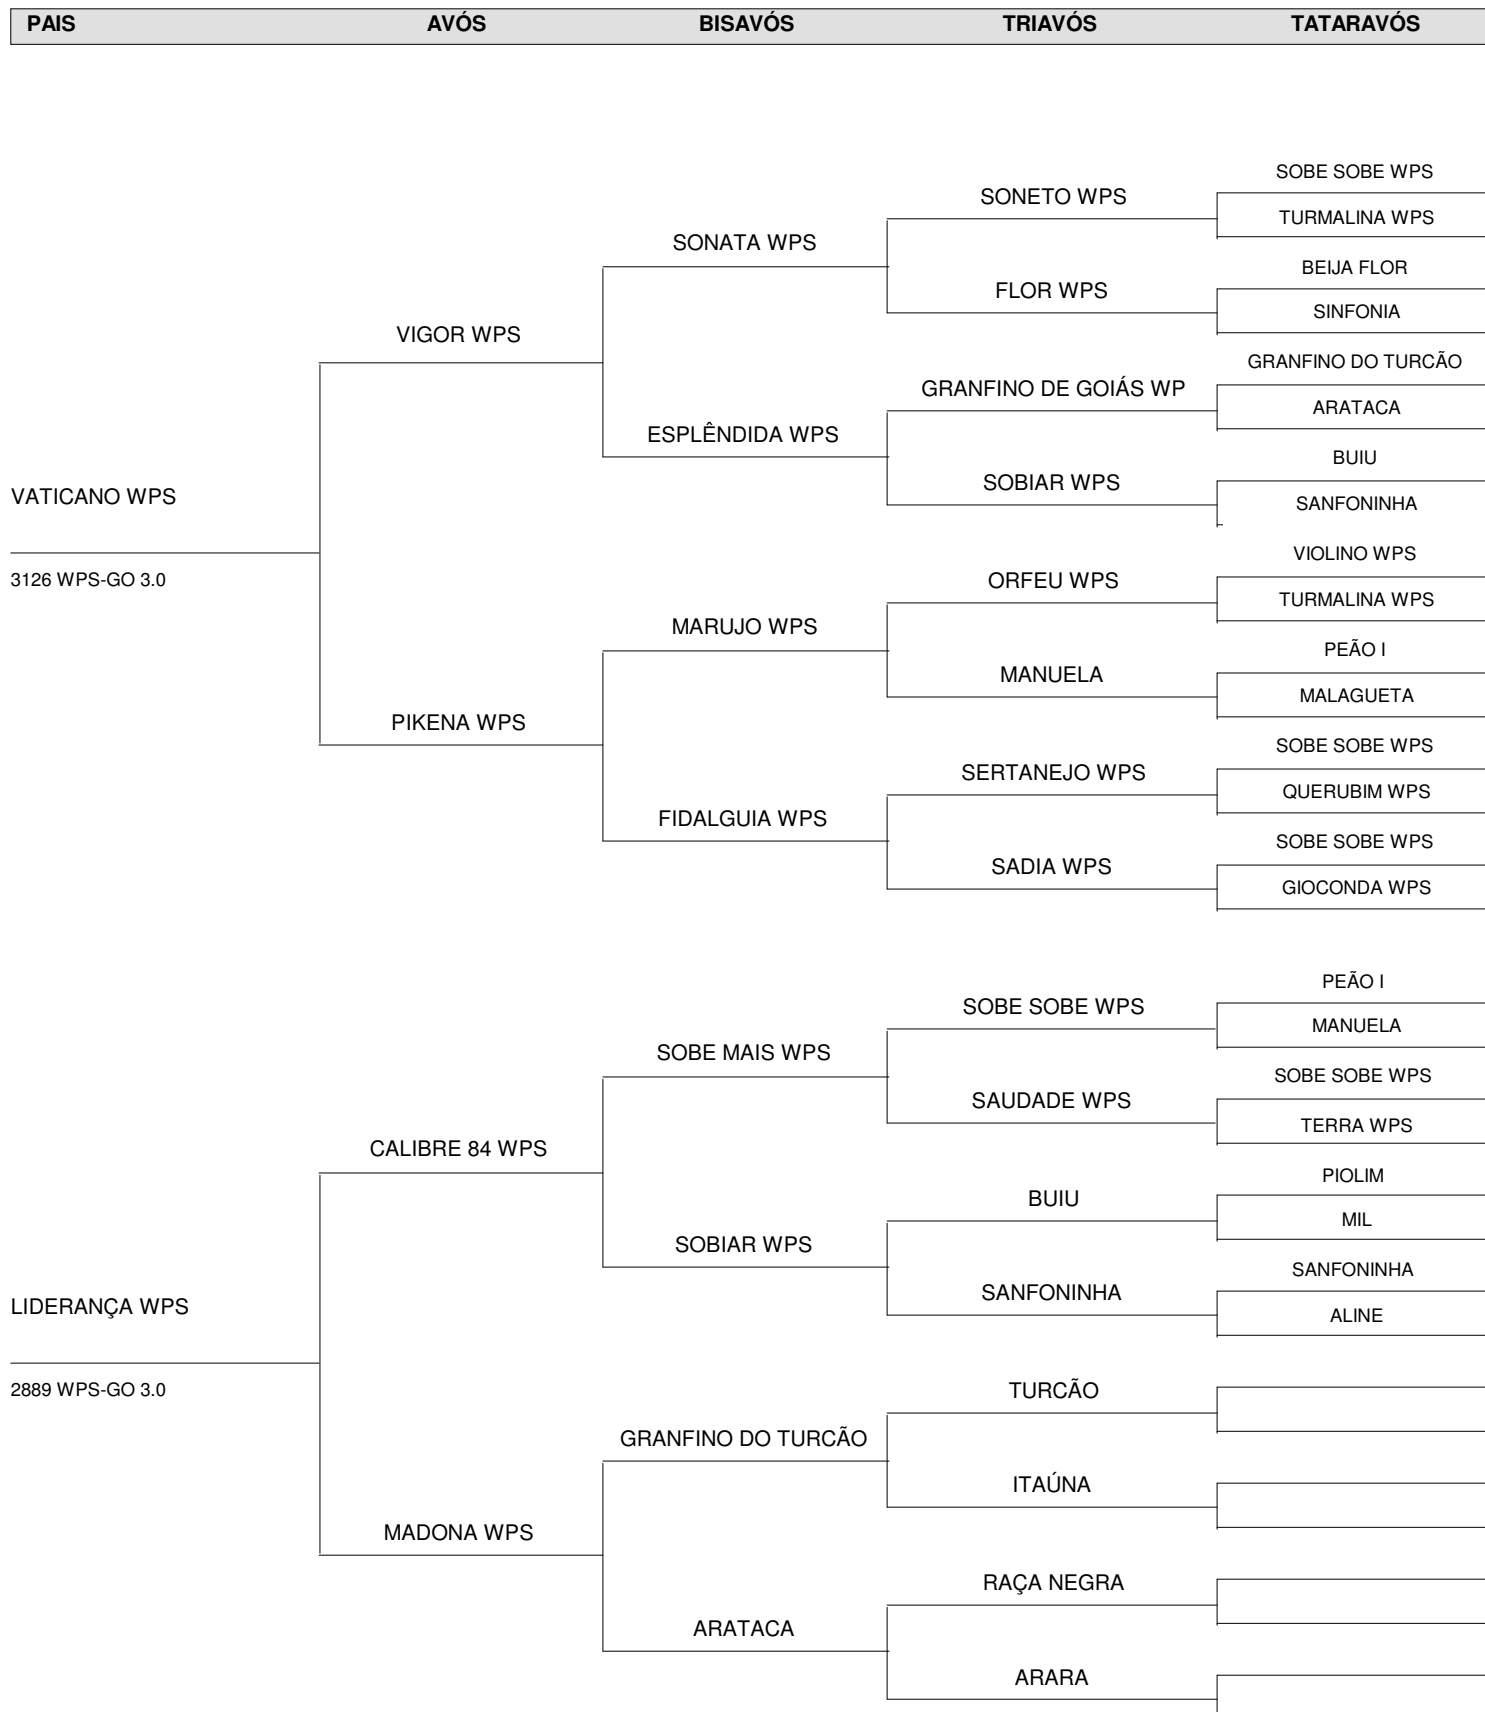 PAIS AVÓS BISAVÓS TRIAVÓS TATARAVÓS
SOBE SOBE WPS
SONETO WPS
TURMALINA WPS
SONATA WPS
BEIJA FLOR
FLOR WPS
SINFONIA
VIGOR WPS
GRANFINO DO TURCÃO
GRANFINO DE GOIÁS WP
ARATACA
ESPLÊNDIDA WPS
BUIU
SOBIAR WPS
VATICANO WPS
SANFONINHA
VIOLINO WPS
3126 WPS-GO 3.0
ORFEU WPS
TURMALINA WPS
MARUJO WPS
PEÃO I
MANUELA
MALAGUETA
PIKENA WPS
SOBE SOBE WPS
SERTANEJO WPS
QUERUBIM WPS
FIDALGUIA WPS
SOBE SOBE WPS
SADIA WPS
GIOCONDA WPS
PEÃO I
SOBE SOBE WPS
MANUELA
SOBE MAIS WPS
SOBE SOBE WPS
SAUDADE WPS
TERRA WPS
CALIBRE 84 WPS
PIOLIM
BUIU
MIL
SOBIAR WPS
SANFONINHA
SANFONINHA
LIDERANÇA WPS
ALINE
2889 WPS-GO 3.0
TURCÃO
GRANFINO DO TURCÃO
ITAÚNA
MADONA WPS
RAÇA NEGRA
ARATACA
ARARA